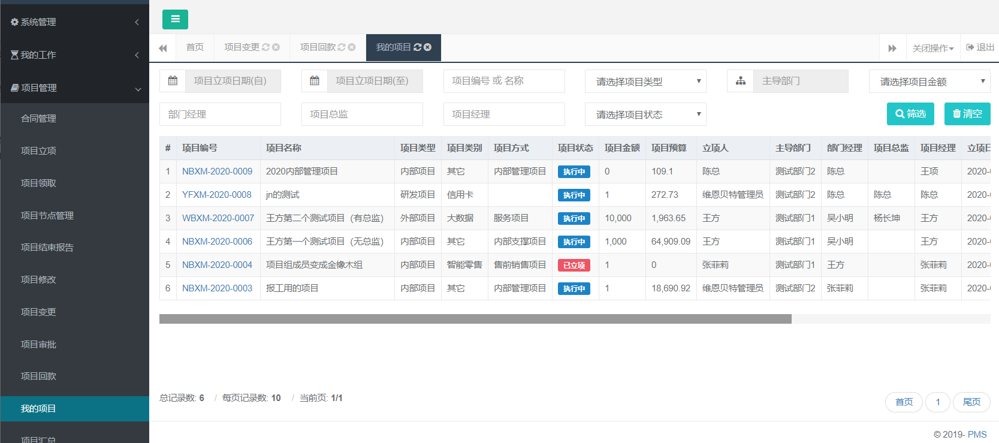 系统管理
我的工作
项目管理
合同管理
项目立项
项目领取
项目节点管理
项目结束报告
项目修改
项目变更
项目审批
项目回款
我的项目
项目汇总
首页 项目变更 项目回款 我的项目 关闭操作 退出
项目立项日期(自) 项目立项日期(至) 项目编号 或 名称 请选择项目类型 主导部门 请选择项目金额
部门经理 项目总监 项目经理 请选择项目状态 筛选 清空
# 项目编号 项目名称 项目类型 项目类别 项目方式 项目状态 项目金额 项目预算 立项人 主导部门 部门经理 项目总监 项目经理 立项日
1 NBXM-2020-0009 2020内部管理项目 内部项目 其它 内部管理项目 执行中 0 109.1 陈总 测试部门2 陈总 王项 2020-
2 YFXM-2020-0008 jn的测试 研发项目 信用卡 执行中 1 272.73 维恩贝特管理员 测试部门2 陈总 陈总 陈总 2020-
3 WBXM-2020-0007 王方第二个测试项目（有总监） 外部项目 大数据 服务项目 执行中 10,000 1,963.65 王方 测试部门1 吴小明 杨长坤 王方 2020-
4 NBXM-2020-0006 王方第一个测试项目（无总监） 内部项目 其它 内部支撑项目 执行中 1,000 64,909.09 王方 测试部门1 吴小明 王方 2020-
5 NBXM-2020-0004 项目组成员变成金橡木组 内部项目 智能零售 售前销售项目 已立项 1 0 张菲莉 测试部门1 王方 张菲莉 2020-
6 NBXM-2020-0003 报工用的项目 内部项目 其它 内部管理项目 执行中 1 18,690.92 维恩贝特管理员 测试部门2 张菲莉 张菲莉 2020-
总记录数: 6 / 每页记录数: 10 / 当前页: 1/1
首页 1 尾页
© 2019- PMS